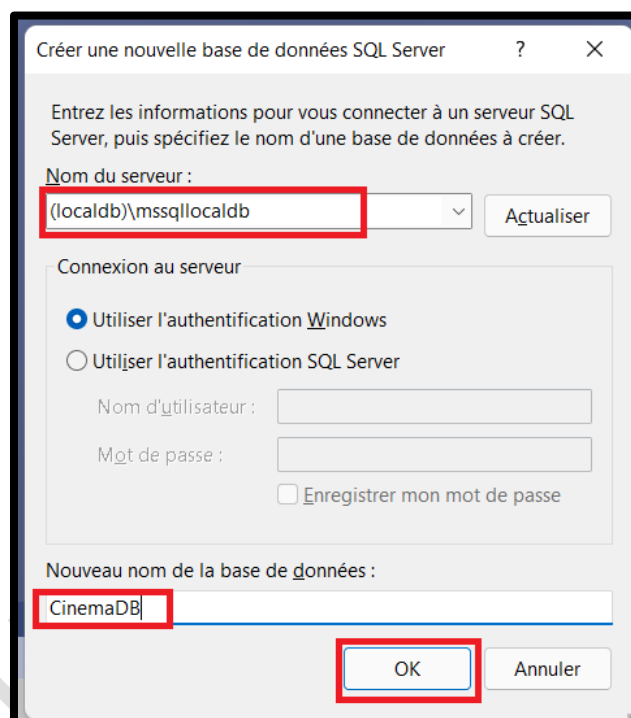 Créer une nouvelle base de données SQL Server
Entrez les informations pour vous connecter à un serveur SQL
Server, puis spécifiez le nom d'une base de données à créer.
Nom du serveur :
(localdb)\mssqllocaldb
Actualiser
Connexion au serveur
Utiliser l'authentification Windows
Utiliser l'authentification SQL Server
Nom d'utilisateur :
Mot de passe :
Enregistrer mon mot de passe
Nouveau nom de la base de données :
CinemaDB
OK Annuler